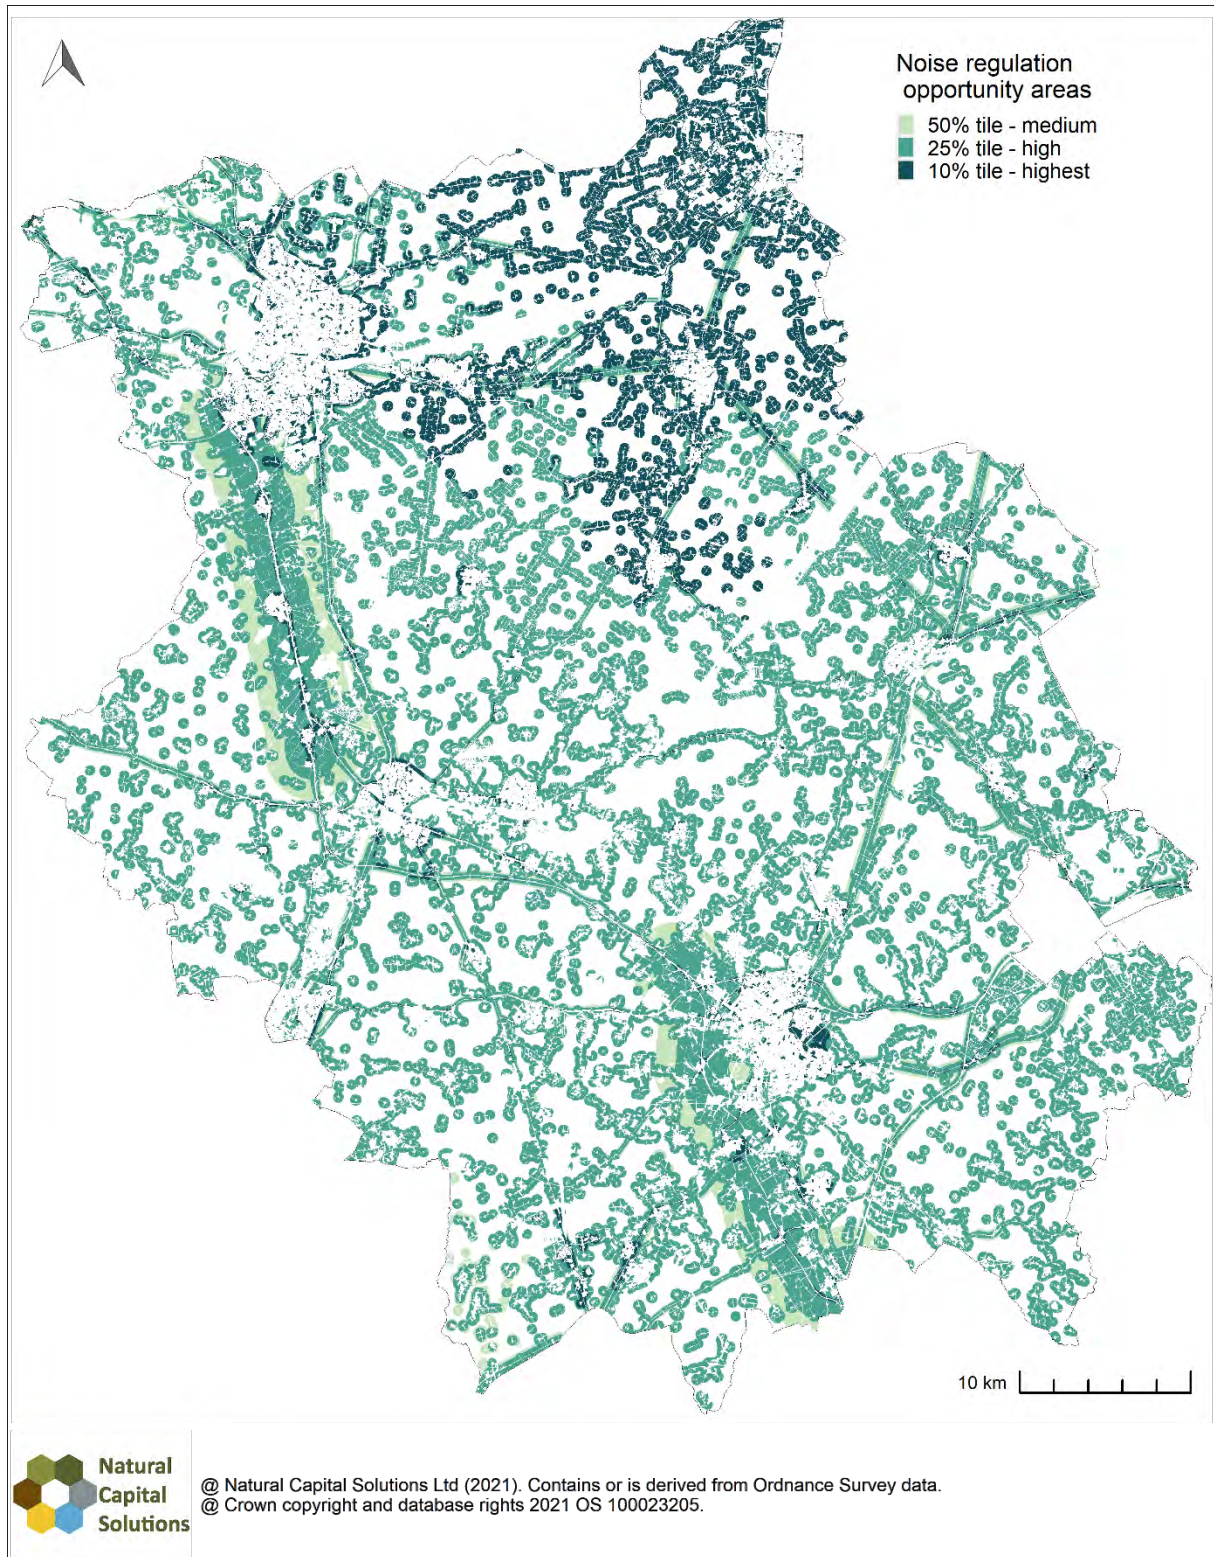 Noise regulation
opportunity areas
50% tile - medium
25% tile - high
10% tile - highest
10 km
Natural
Capital
Solutions
@ Natural Capital Solutions Ltd (2021). Contains or is derived from Ordnance Survey data.
@ Crown copyright and database rights 2021 OS 100023205.